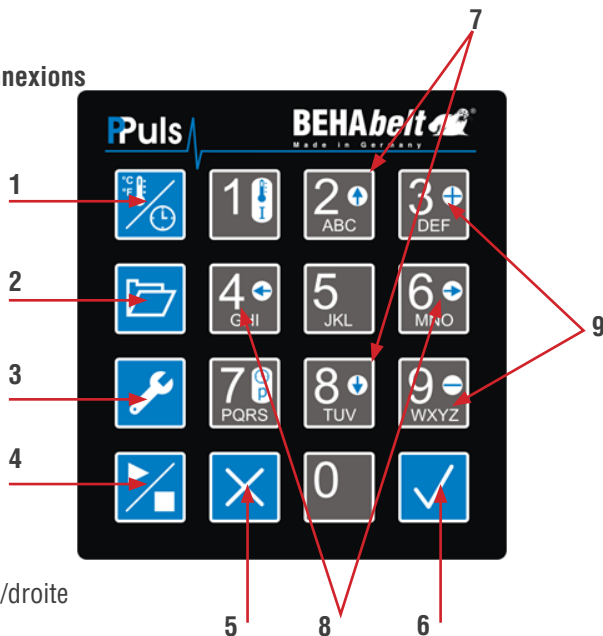 7
nnexions
PPuls BEHAbelt
Made in Germany
1
°C
°F
1 I
2 ABC
3 DEF
2
4 GHI
5 JKL
6 MNO
9
3
7 p PQRS
8 TUV
9 WXYZ
4
0
/droite
5 8 6